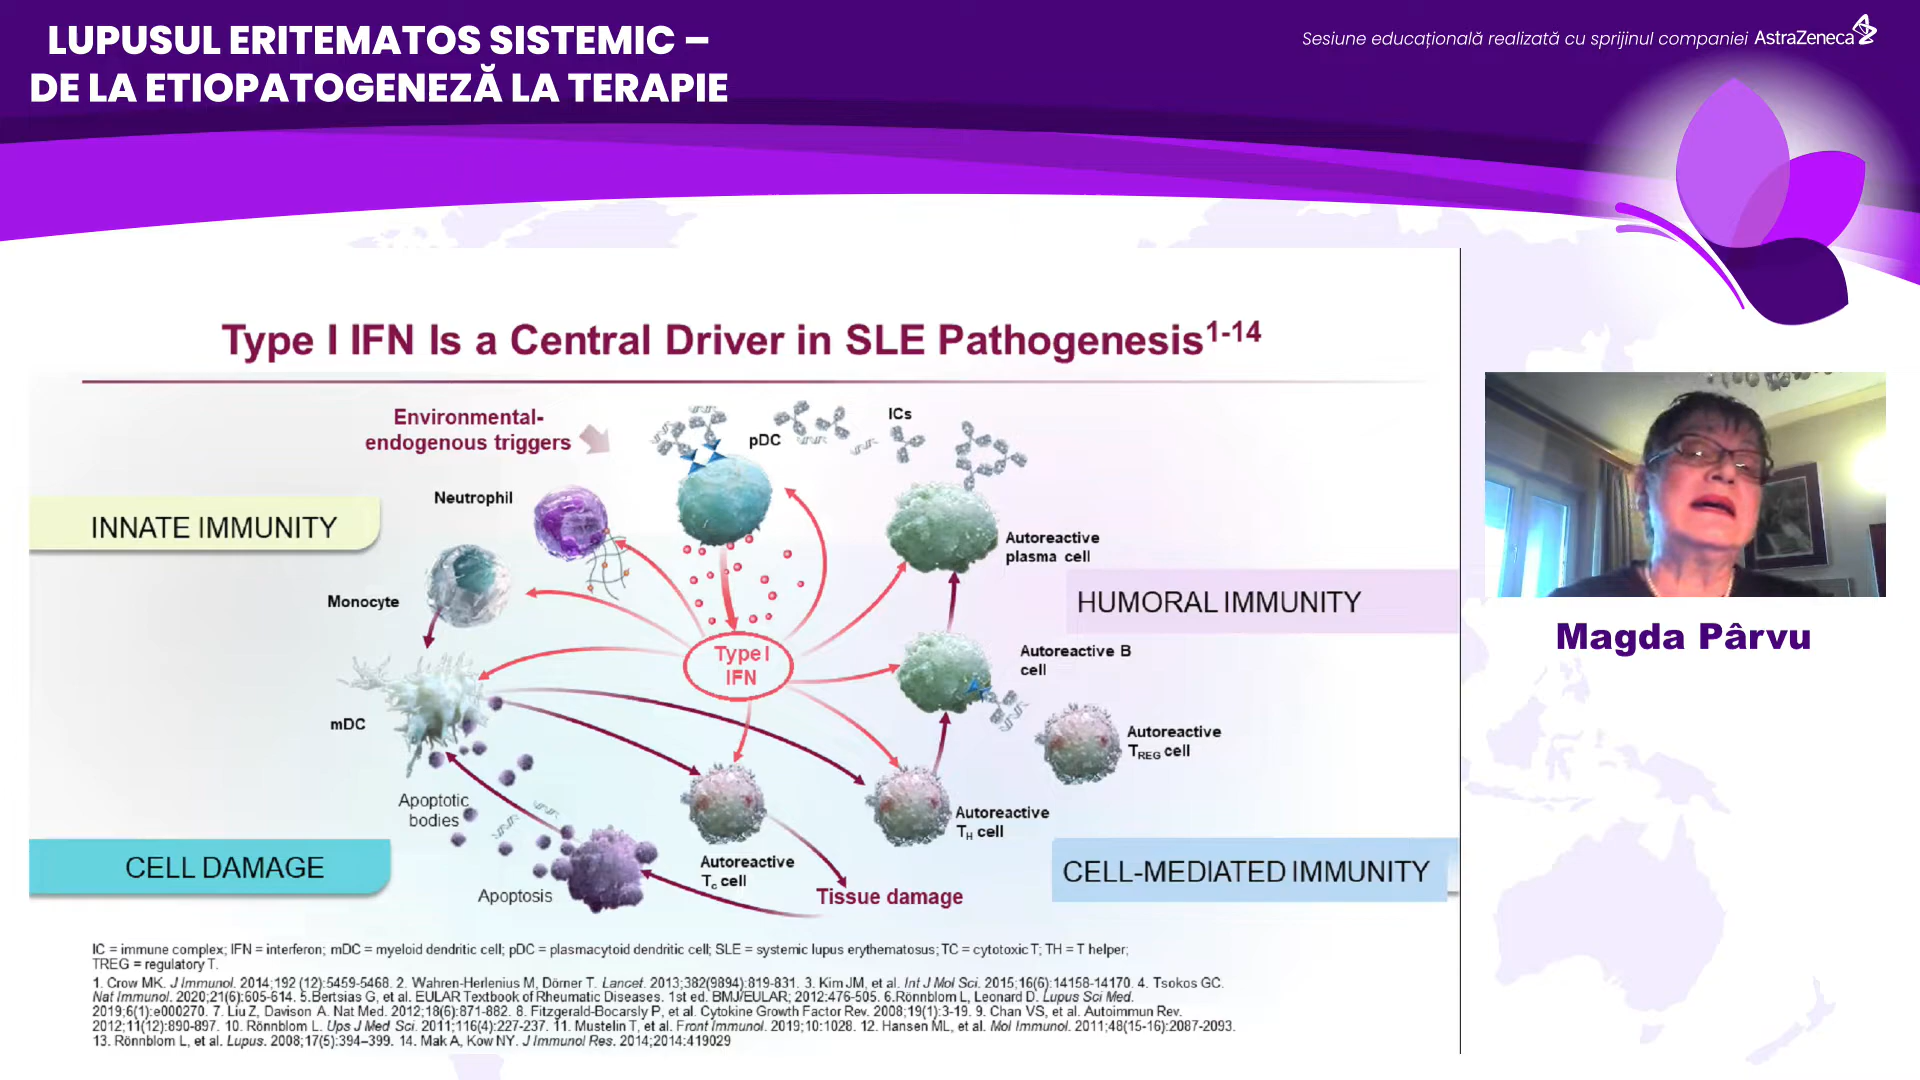 LUPUSUL ERITEMATOS SISTEMIC –
DE LA ETIOPATOGENEZĂ LA TERAPIE
Sesiune educațională realizată cu sprijinul companiei AstraZeneca
Type I IFN Is a Central Driver in SLE Pathogenesis1-14
Environmental-
endogenous triggers
pDC
ICs
Neutrophil
INNATE IMMUNITY
Autoreactive
plasma cell
Monocyte
HUMORAL IMMUNITY
Type I
IFN
Autoreactive B
cell
mDC
Autoreactive
TREG cell
Apoptotic
bodies
Autoreactive
TH cell
CELL DAMAGE
Autoreactive
Tc cell
CELL-MEDIATED IMMUNITY
Apoptosis
Tissue damage
IC = immune complex; IFN = interferon; mDC = myeloid dendritic cell; pDC = plasmacytoid dendritic cell; SLE = systemic lupus erythematosus; TC = cytotoxic T; TH = T helper;
TREG = regulatory T.
1. Crow MK. J Immunol. 2014;192 (12):5459-5468. 2. Wahren-Herlenius M, Dörner T. Lancet. 2013;382(9894):819-831. 3. Kim JM, et al. Int J Mol Sci. 2015;16(6):14158-14170. 4. Tsokos GC.
Nat Immunol. 2020;21(6):605-614. 5.Bertsias G, et al. EULAR Textbook of Rheumatic Diseases. 1st ed. BMJ/EULAR; 2012:476-505. 6.Rönnblom L, Leonard D. Lupus Sci Med.
2019;6(1):e000270. 7. Liu Z, Davison A. Nat Med. 2012;18(6):871-882. 8. Fitzgerald-Bocarsly P, et al. Cytokine Growth Factor Rev. 2008;19(1):3-19. 9. Chan VS, et al. Autoimmun Rev.
2012;11(12):890-897. 10. Rönnblom L. Ups J Med Sci. 2011;116(4):227-237. 11. Mustelin T, et al. Front Immunol. 2019;10:1028. 12. Hansen ML, et al. Mol Immunol. 2011;48(15-16):2087-2093.
13. Rönnblom L, et al. Lupus. 2008;17(5):394–399. 14. Mak A, Kow NY. J Immunol Res. 2014;2014:419029
Magda Pârvu